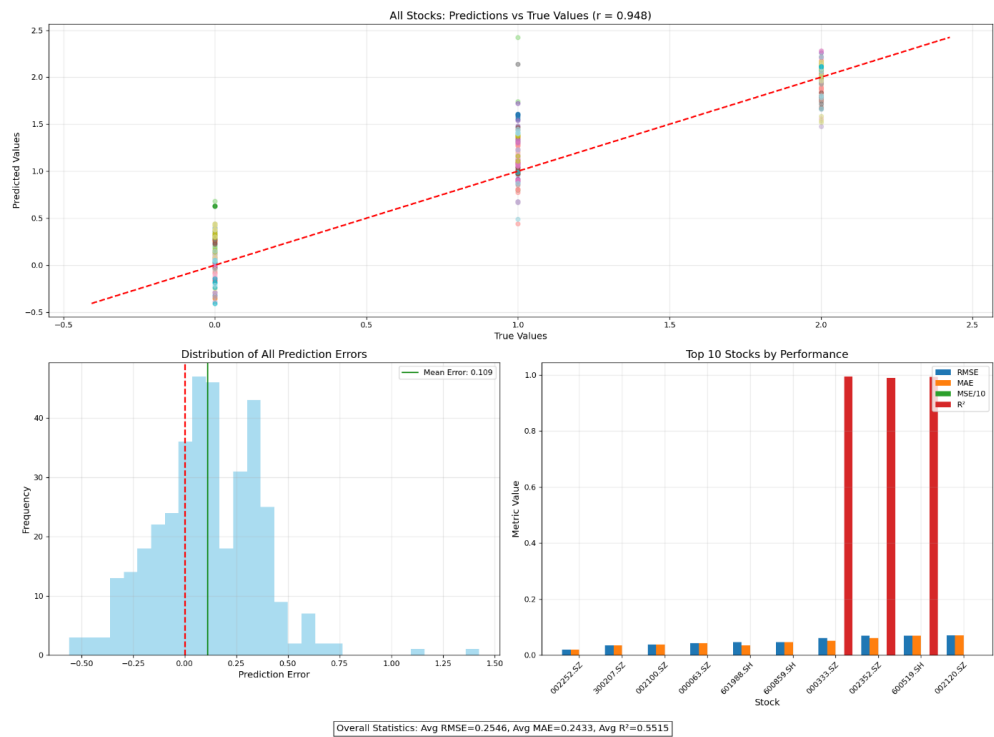 All Stocks: Predictions vs True Values (r = 0.948)
2.5
2.0
1.5
1.0
0.5
0.0
−0.5
Predicted Values
−0.5
0.0
0.5
1.0
1.5
2.0
2.5
True Values
Distribution of All Prediction Errors
Mean Error: 0.109
40
30
20
10
0
Frequency
−0.50
−0.25
0.00
0.25
0.50
0.75
1.00
1.25
1.50
Prediction Error
Top 10 Stocks by Performance
RMSE
MAE
MSE/10
R²
1.0
0.8
0.6
0.4
0.2
0.0
Metric Value
002252.SZ
300207.SZ
002100.SZ
000063.SZ
601988.SH
600859.SH
000333.SZ
002352.SZ
600519.SH
002120.SZ
Stock
Overall Statistics: Avg RMSE=0.2546, Avg MAE=0.2433, Avg R²=0.5515